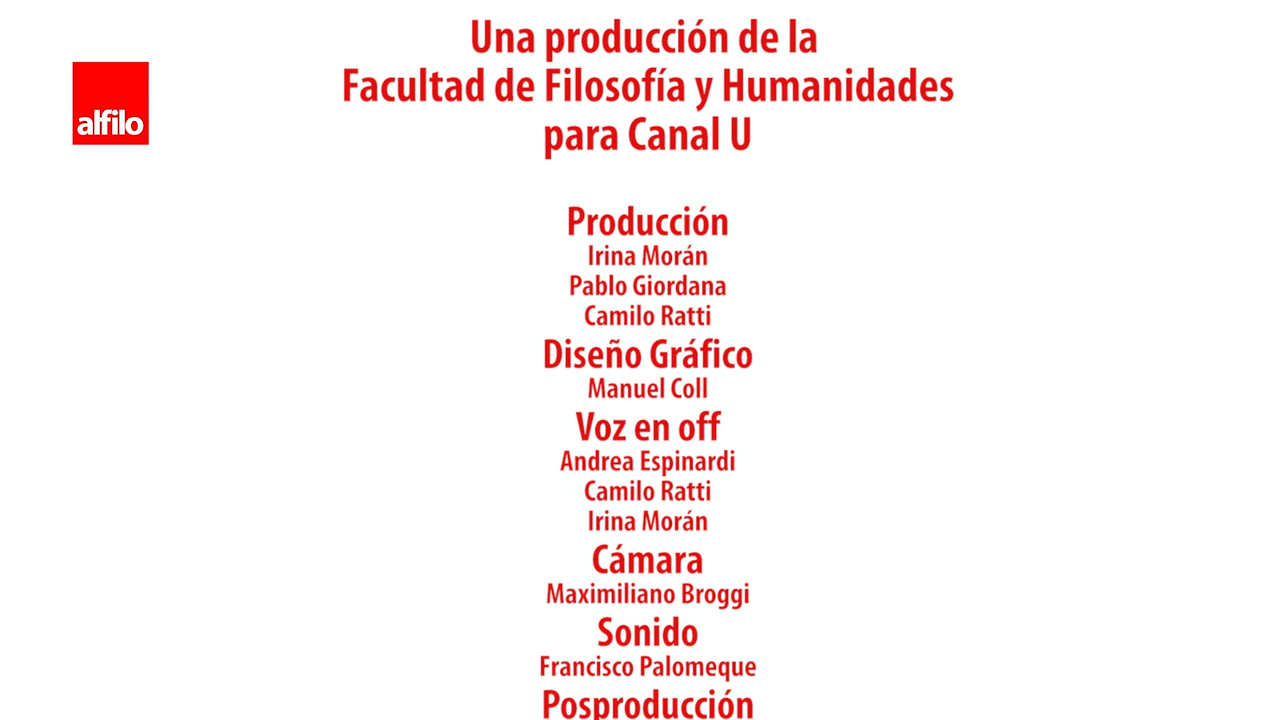 Una producción de la
Facultad de Filosofía y Humanidades
para Canal U
alfilo
Producción
Irina Morán
Pablo Giordana
Camilo Ratti
Diseño Gráfico
Manuel Coll
Voz en off
Andrea Espinardi
Camilo Ratti
Irina Morán
Cámara
Maximiliano Broggi
Sonido
Francisco Palomeque
Posproducción